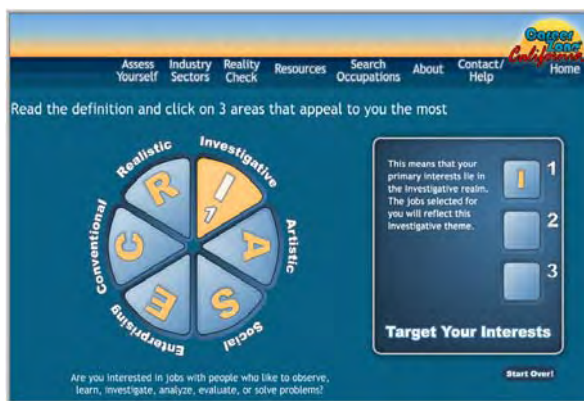 Career
Zone
California
Assess Yourself
Industry Sectors
Reality Check
Resources
Search Occupations
About
Contact/ Help
Home
Read the definition and click on 3 areas that appeal to you the most
Realistic
Investigative
Artistic
Social
Enterprising
Conventional
R
I
1
A
S
E
C
This means that your
primary interests lie in
the Investigative realm.
The jobs selected for
you will reflect this
Investigative theme.
I 1
2
3
Target Your Interests
Start Over!
Are you interested in jobs with people who like to observe,
learn, investigate, analyze, evaluate, or solve problems?